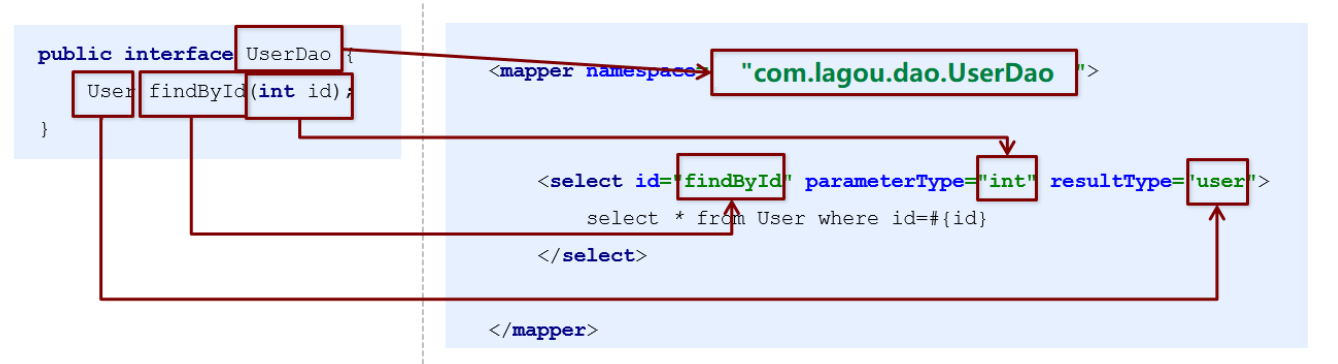 public interface UserDao {
User findById(int id);
}
<mapper namespace="com.lagou.dao.UserDao">
<select id="findById" parameterType="int" resultType="user">
select * from User where id=#{id}
</select>
</mapper>